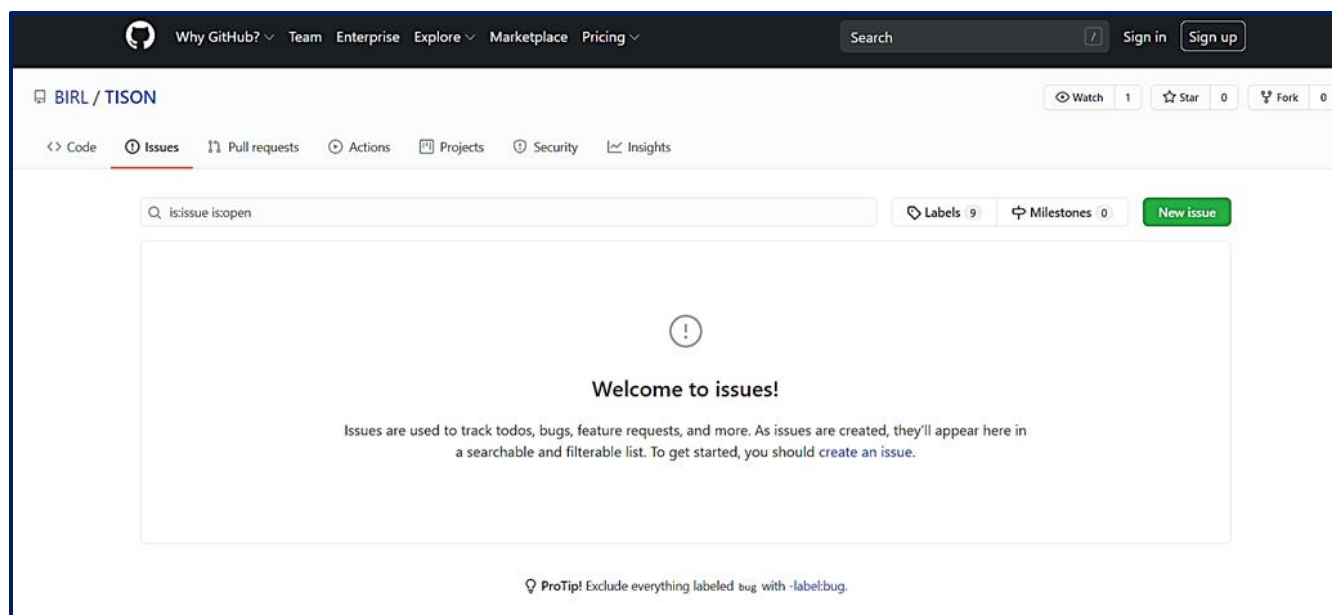 Why GitHub? Team Enterprise Explore Marketplace Pricing Search / Sign in Sign up
BIRL / TISON Watch 1 Star 0 Fork 0
<> Code Issues Pull requests Actions Projects Security Insights
is:issue is:open Labels 9 Milestones 0 New issue
Welcome to issues!
Issues are used to track todos, bugs, feature requests, and more. As issues are created, they'll appear here in
a searchable and filterable list. To get started, you should create an issue.
ProTip! Exclude everything labeled bug with -label:bug.